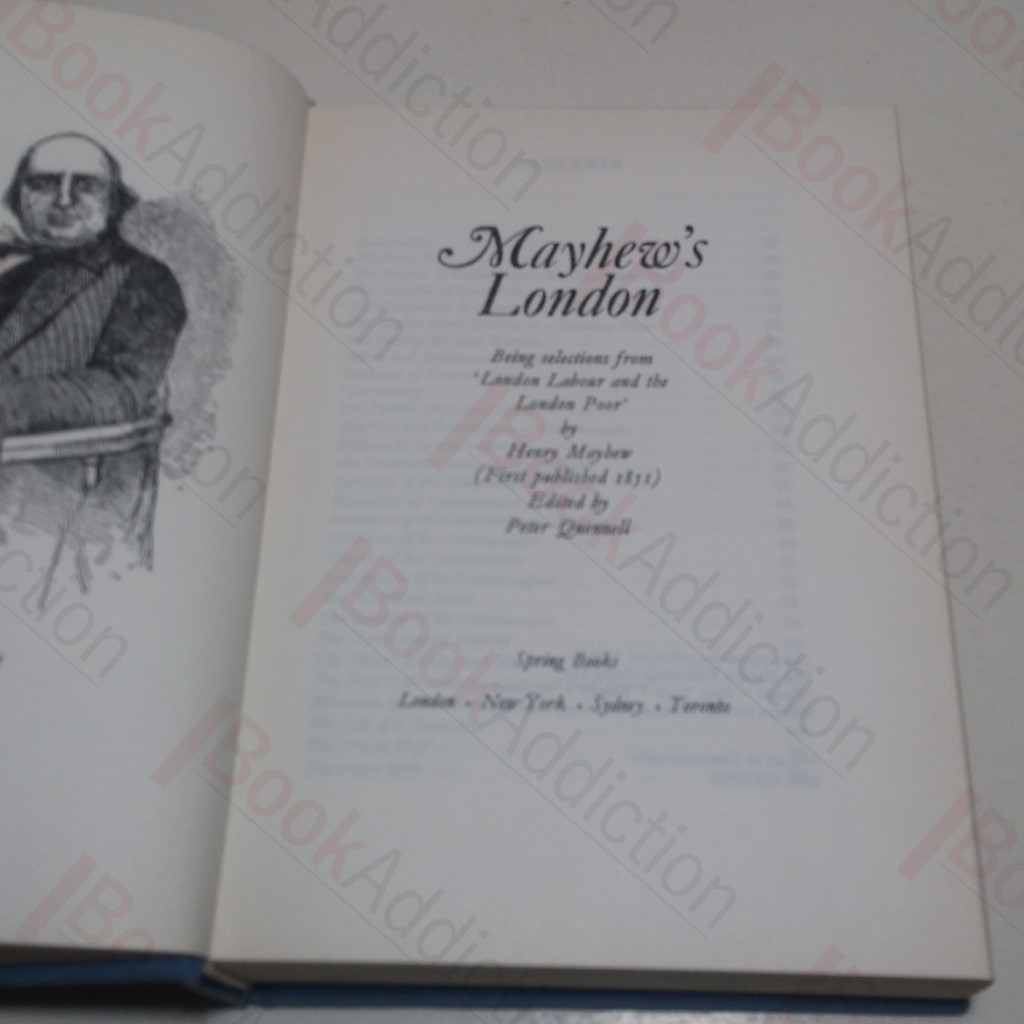 Mayhew's
London
Being selections from
'London Labour and the
London Poor'
by
Henry Mayhew
(First published 1851)
Edited by
Peter Quennell
Spring Books
London · New York · Sydney · Toronto
BookAddiction